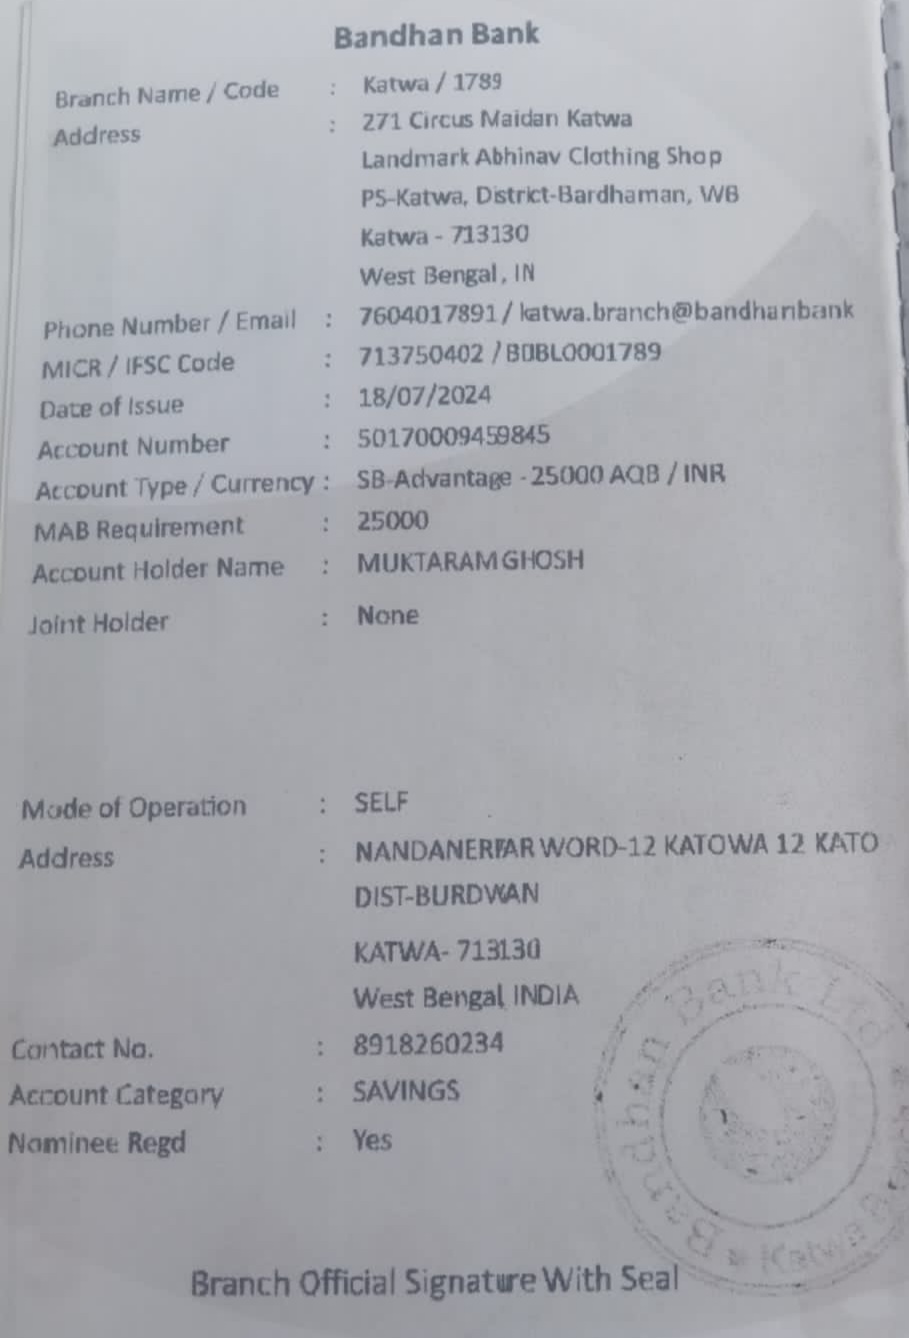 Bandhan Bank
Branch Name / Code : Katwa / 1789
Address : 271 Circus Maidan Katwa
Landmark Abhinav Clothing Shop
PS-Katwa, District-Bardhaman, WB
Katwa - 713130
West Bengal, IN
Phone Number / Email : 7604017891 / katwa.branch@bandhanbank
MICR / IFSC Code : 713750402 / BDBL0001789
Date of Issue : 18/07/2024
Account Number : 50170009459845
Account Type / Currency : SB-Advantage - 25000 AQB / INR
MAB Requirement : 25000
Account Holder Name : MUKTARAM GHOSH
Joint Holder : None
Mode of Operation : SELF
Address : NANDANERPAR WORD-12 KATOWA 12 KATO
DIST-BURDWAN
KATWA- 713130
West Bengal INDIA
Contact No. : 8918260234
Account Category : SAVINGS
Nominee Regd : Yes
Bandhan Bank Ltd
Katwa
Branch Official Signature With Seal